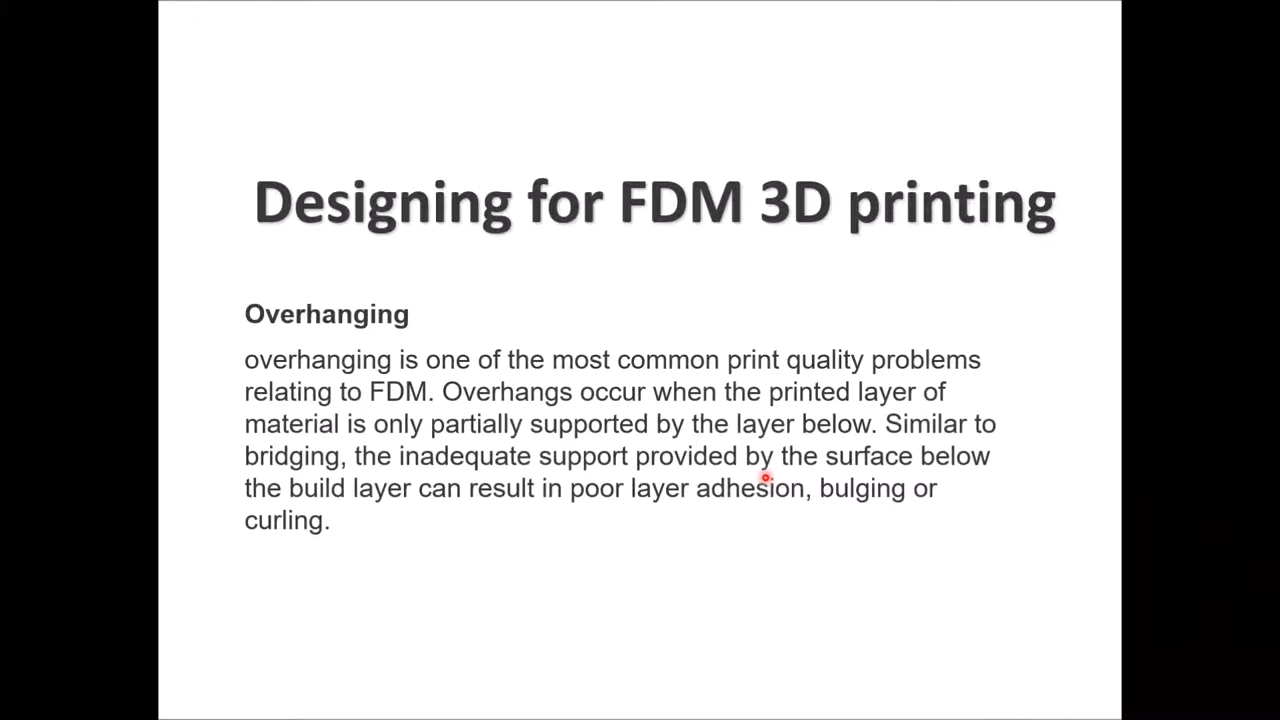 Designing for FDM 3D printing
Overhanging
overhanging is one of the most common print quality problems
relating to FDM. Overhangs occur when the printed layer of
material is only partially supported by the layer below. Similar to
bridging, the inadequate support provided by the surface below
the build layer can result in poor layer adhesion, bulging or
curling.